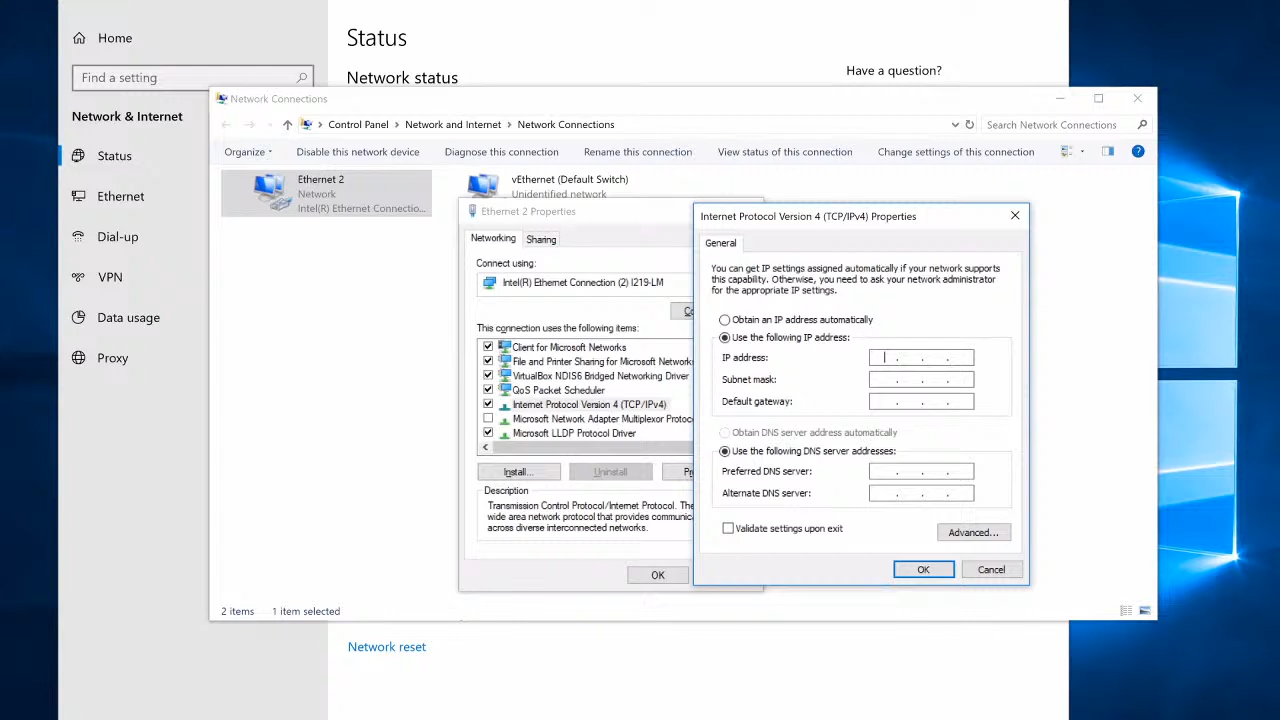 Home
Find a setting
Network & Internet
Status
Ethernet
Dial-up
VPN
Data usage
Proxy
Status
Network status
Have a question?
Network Connections
Control Panel > Network and Internet > Network Connections
Search Network Connections
Organize
Disable this network device
Diagnose this connection
Rename this connection
View status of this connection
Change settings of this connection
Ethernet 2
Network
Intel(R) Ethernet Connectio...
vEthernet (Default Switch)
Unidentified network
Ethernet 2 Properties
Networking
Sharing
Connect using:
Intel(R) Ethernet Connection (2) I219-LM
This connection uses the following items:
Client for Microsoft Networks
File and Printer Sharing for Microsoft Networks
VirtualBox NDIS6 Bridged Networking Driver
QoS Packet Scheduler
Internet Protocol Version 4 (TCP/IPv4)
Microsoft Network Adapter Multiplexor Protoco
Microsoft LLDP Protocol Driver
Install...
Uninstall
Description
Transmission Control Protocol/Internet Protocol. The
wide area network protocol that provides communica
across diverse interconnected networks.
OK
Internet Protocol Version 4 (TCP/IPv4) Properties
General
You can get IP settings assigned automatically if your network supports
this capability. Otherwise, you need to ask your network administrator
for the appropriate IP settings.
Obtain an IP address automatically
Use the following IP address:
IP address:
Subnet mask:
Default gateway:
Obtain DNS server address automatically
Use the following DNS server addresses:
Preferred DNS server:
Alternate DNS server:
Validate settings upon exit
Advanced...
OK
Cancel
2 items
1 item selected
Network reset